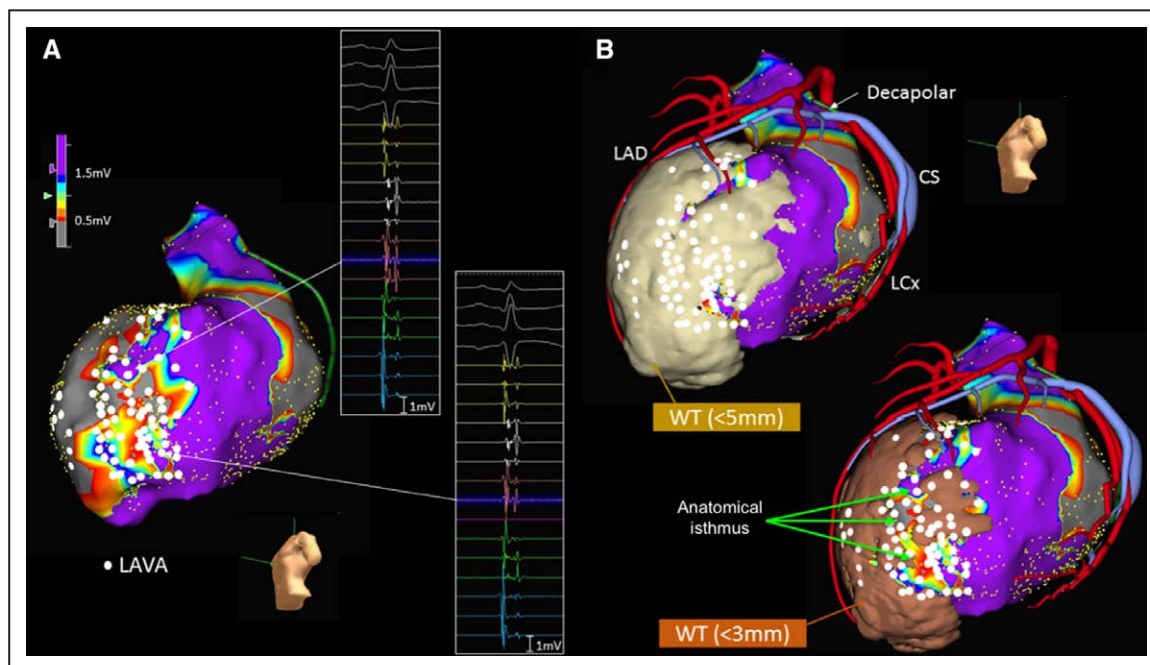 A
1.5mV
0.5mV
1mV
1mV
LAVA
B
Decapolar
LAD
CS
LCx
WT (<5mm)
Anatomical
isthmus
WT (<3mm)